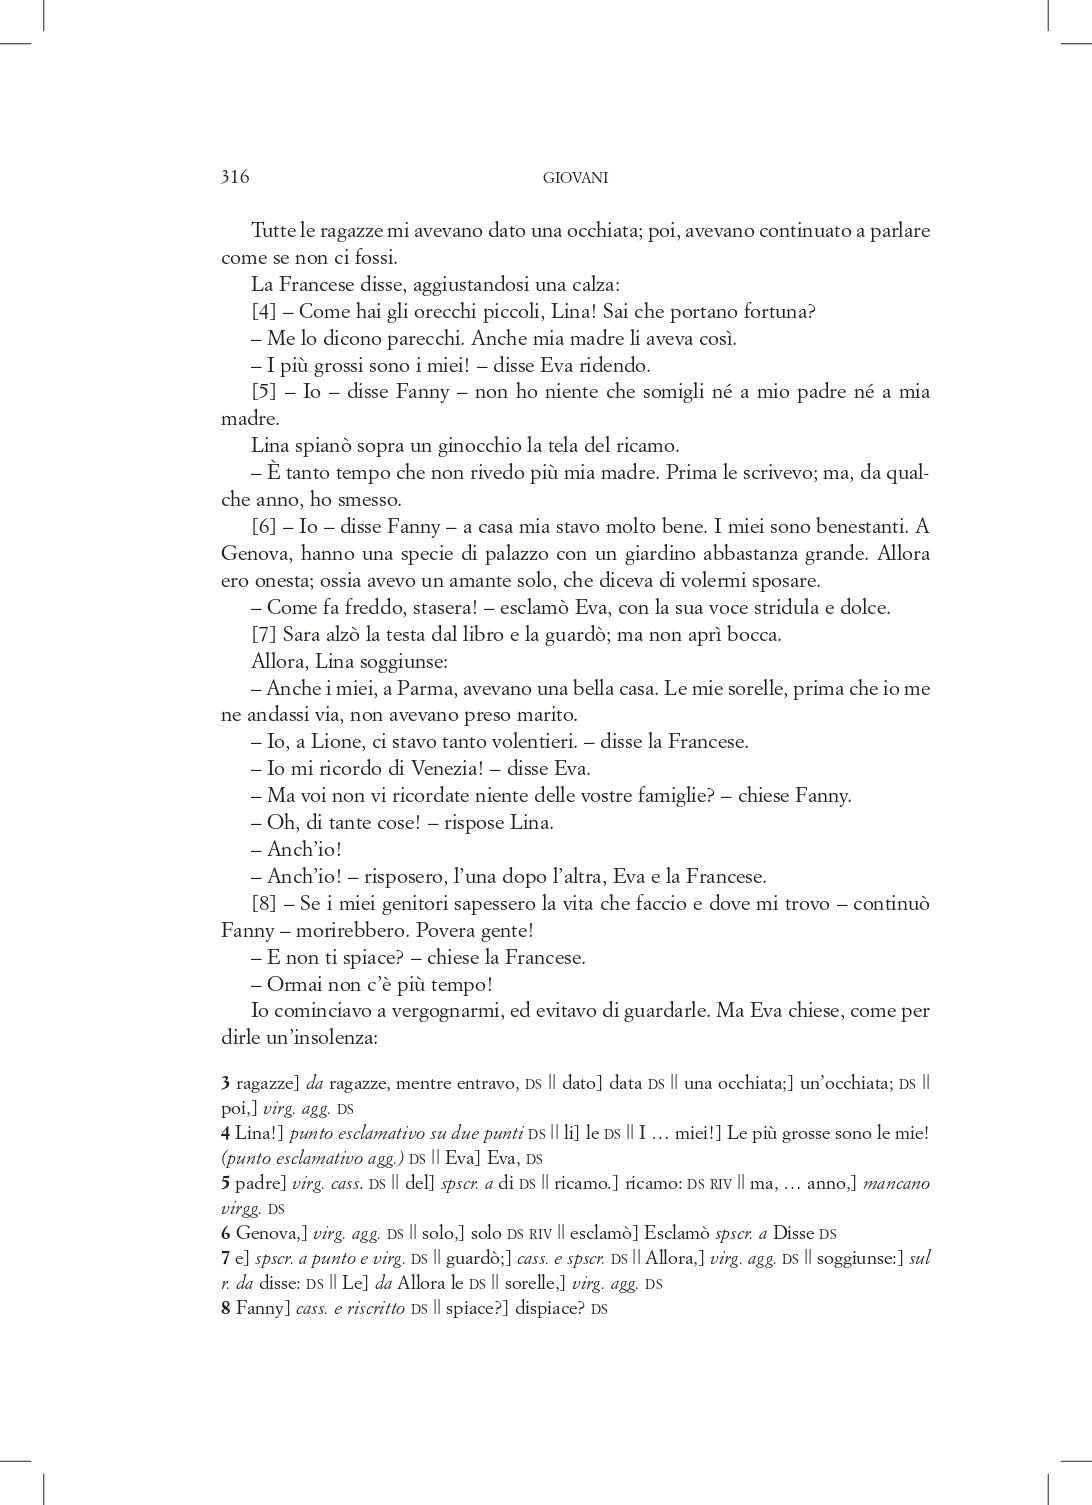 316
GIOVANI
Tutte le ragazze mi avevano dato una occhiata; poi, avevano continuato a parlare
come se non ci fossi.
La Francese disse, aggiustandosi una calza:
[4] – Come hai gli orecchi piccoli, Lina! Sai che portano fortuna?
– Me lo dicono parecchi. Anche mia madre li aveva così.
– I più grossi sono i miei! – disse Eva ridendo.
[5] – Io – disse Fanny – non ho niente che somigli né a mio padre né a mia
madre.
Lina spianò sopra un ginocchio la tela del ricamo.
– È tanto tempo che non rivedo più mia madre. Prima le scrivevo; ma, da qual-
che anno, ho smesso.
[6] – Io – disse Fanny – a casa mia stavo molto bene. I miei sono benestanti. A
Genova, hanno una specie di palazzo con un giardino abbastanza grande. Allora
ero onesta; ossia avevo un amante solo, che diceva di volermi sposare.
– Come fa freddo, stasera! – esclamò Eva, con la sua voce stridula e dolce.
[7] Sara alzò la testa dal libro e la guardò; ma non aprì bocca.
Allora, Lina soggiunse:
– Anche i miei, a Parma, avevano una bella casa. Le mie sorelle, prima che io me
ne andassi via, non avevano preso marito.
– Io, a Lione, ci stavo tanto volentieri. – disse la Francese.
– Io mi ricordo di Venezia! – disse Eva.
– Ma voi non vi ricordate niente delle vostre famiglie? – chiese Fanny.
– Oh, di tante cose! – rispose Lina.
– Anch’io!
– Anch’io! – risposero, l’una dopo l’altra, Eva e la Francese.
[8] – Se i miei genitori sapessero la vita che faccio e dove mi trovo – continuò
Fanny – morirebbero. Povera gente!
– E non ti spiace? – chiese la Francese.
– Ormai non c’è più tempo!
Io cominciavo a vergognarmi, ed evitavo di guardarle. Ma Eva chiese, come per
dirle un’insolenza:
3 ragazze] da ragazze, mentre entravo, DS || dato] data DS || una occhiata;] un’occhiata; DS ||
poi,] virg. agg. DS
4 Lina!] punto esclamativo su due punti DS || li] le DS || I … miei!] Le più grosse sono le mie!
(punto esclamativo agg.) DS || Eva] Eva, DS
5 padre] virg. cass. DS || del] spscr. a di DS || ricamo.] ricamo: DS RIV || ma, … anno,] mancano
virgg. DS
6 Genova,] virg. agg. DS || solo,] solo DS RIV || esclamò] Esclamò spscr. a Disse DS
7 e] spscr. a punto e virg. DS || guardò;] cass. e spscr. DS || Allora,] virg. agg. DS || soggiunse:] sul
r. da disse: DS || Le] da Allora le DS || sorelle,] virg. agg. DS
8 Fanny] cass. e riscritto DS || spiace?] dispiace? DS